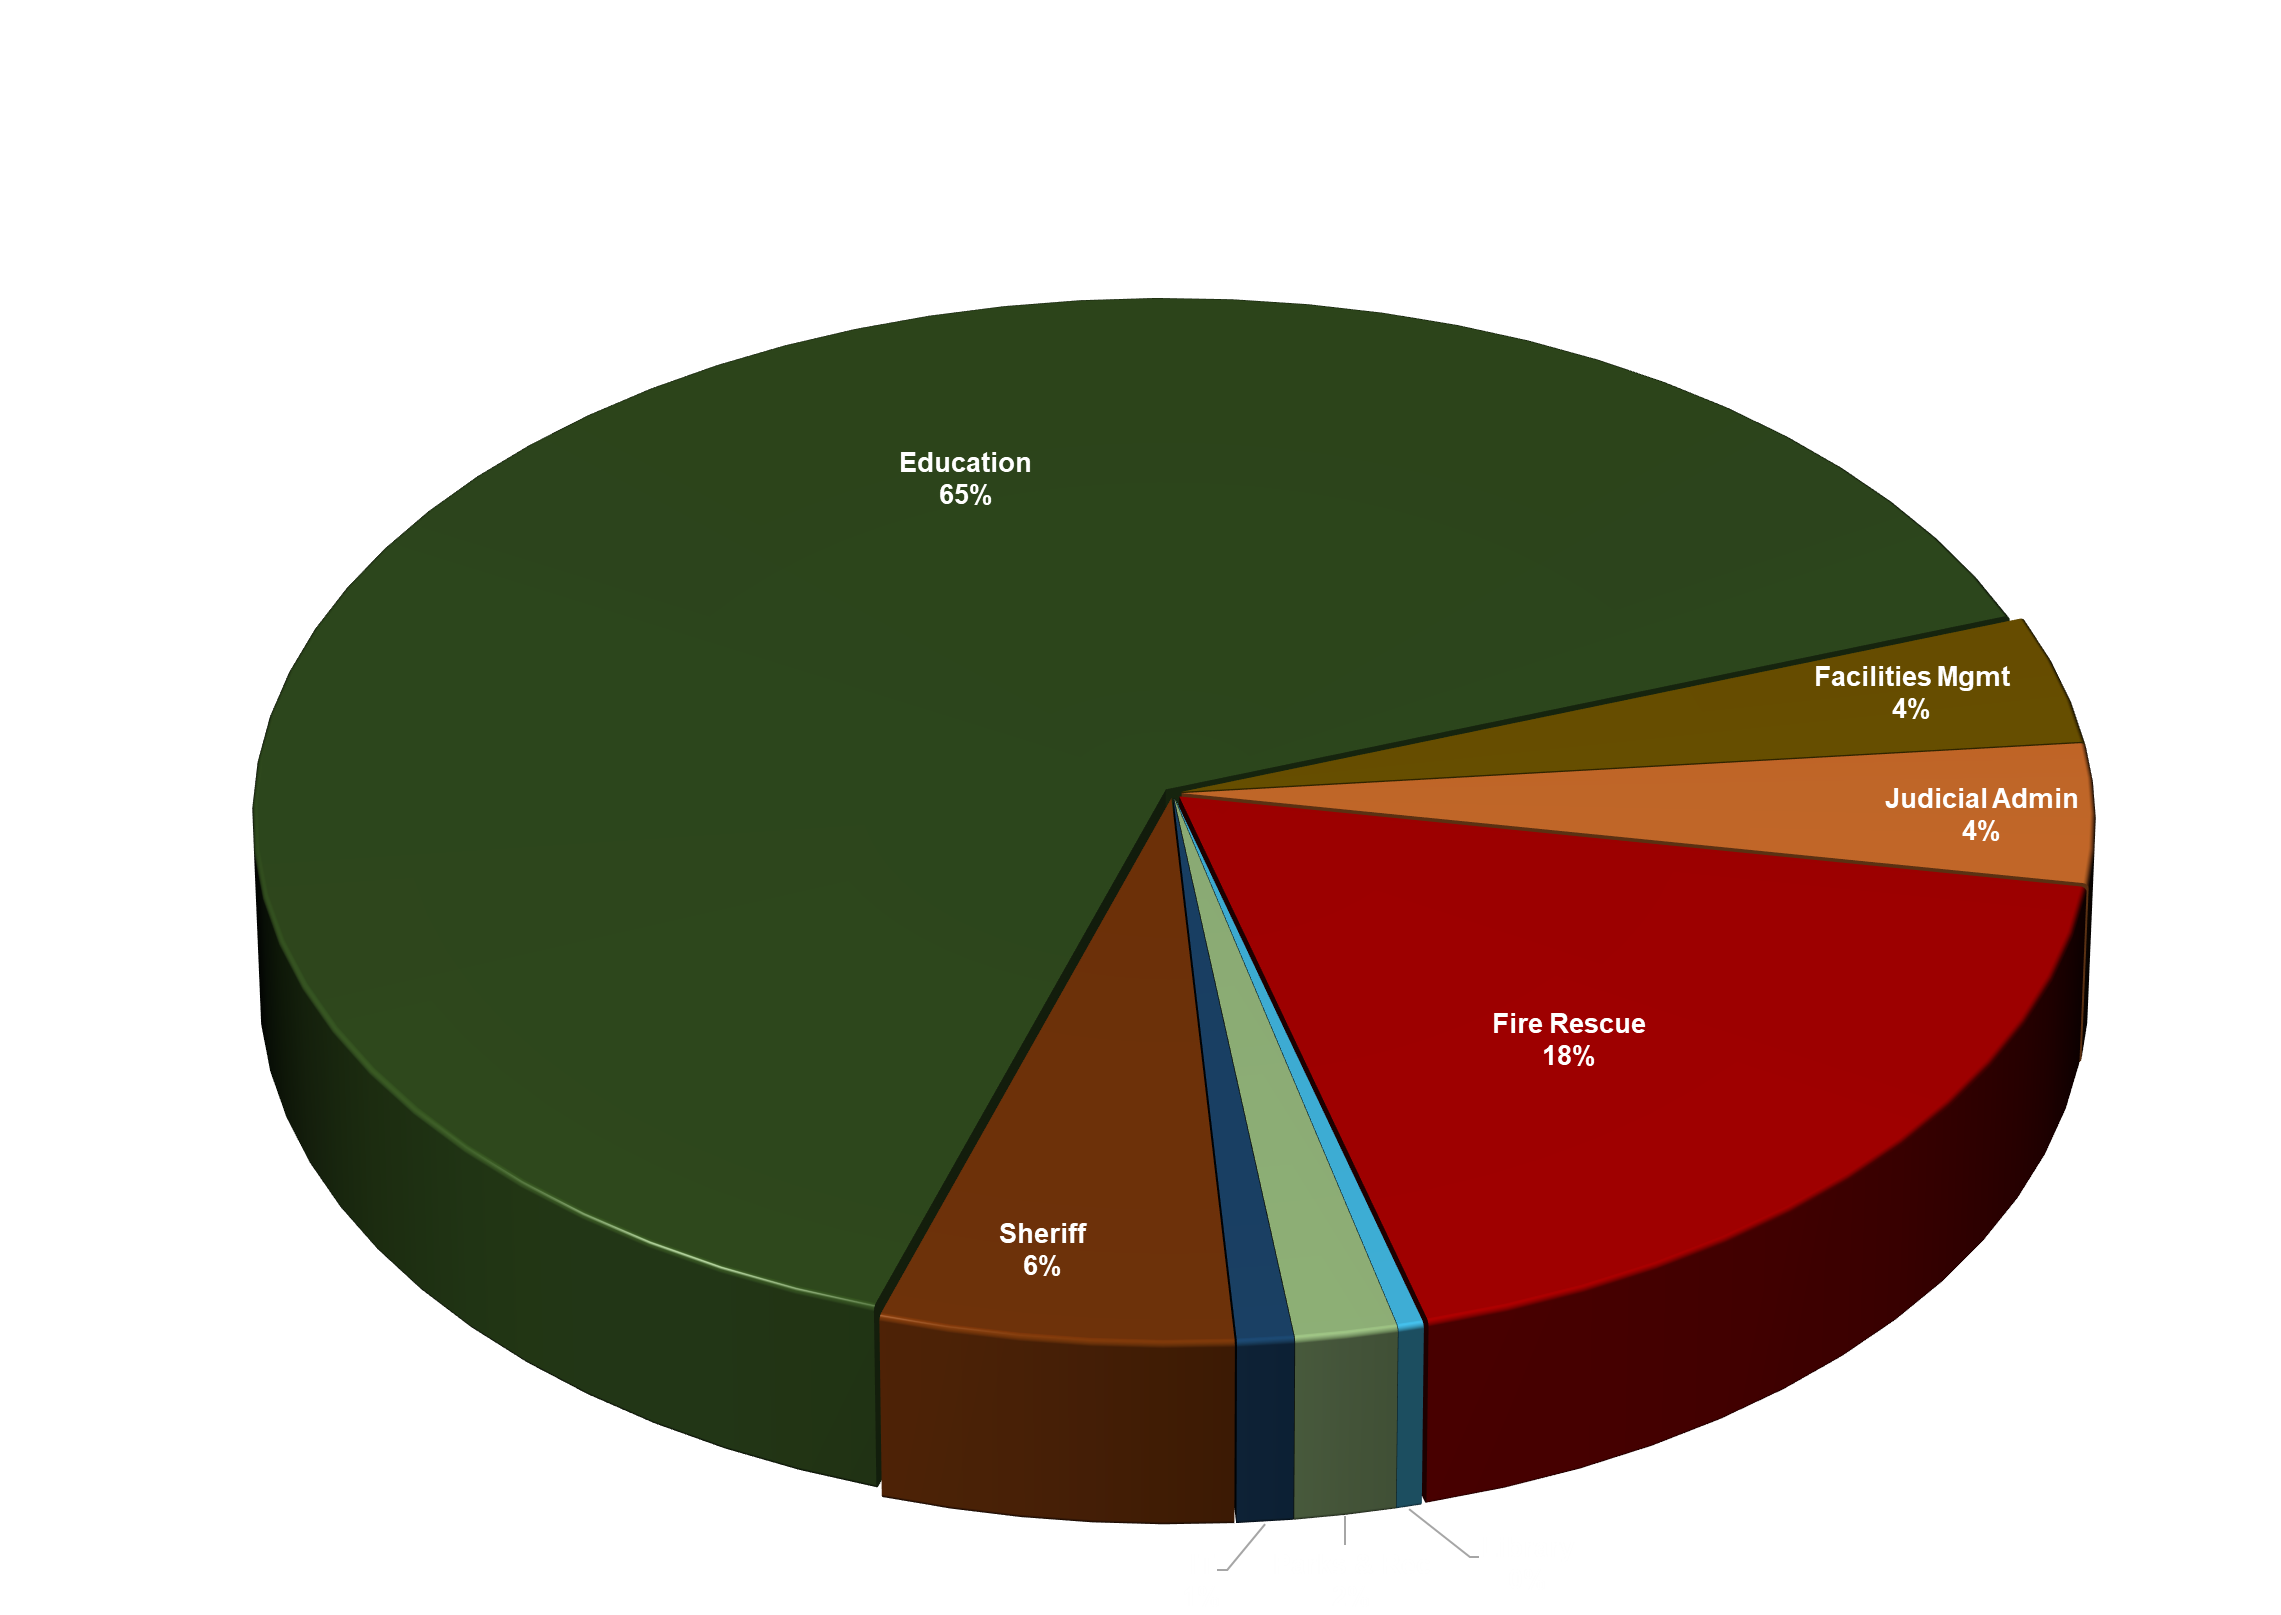 Education
65%
Facilities Mgmt
4%
Judicial Admin
4%
Fire Rescue
18%
Sheriff
6%